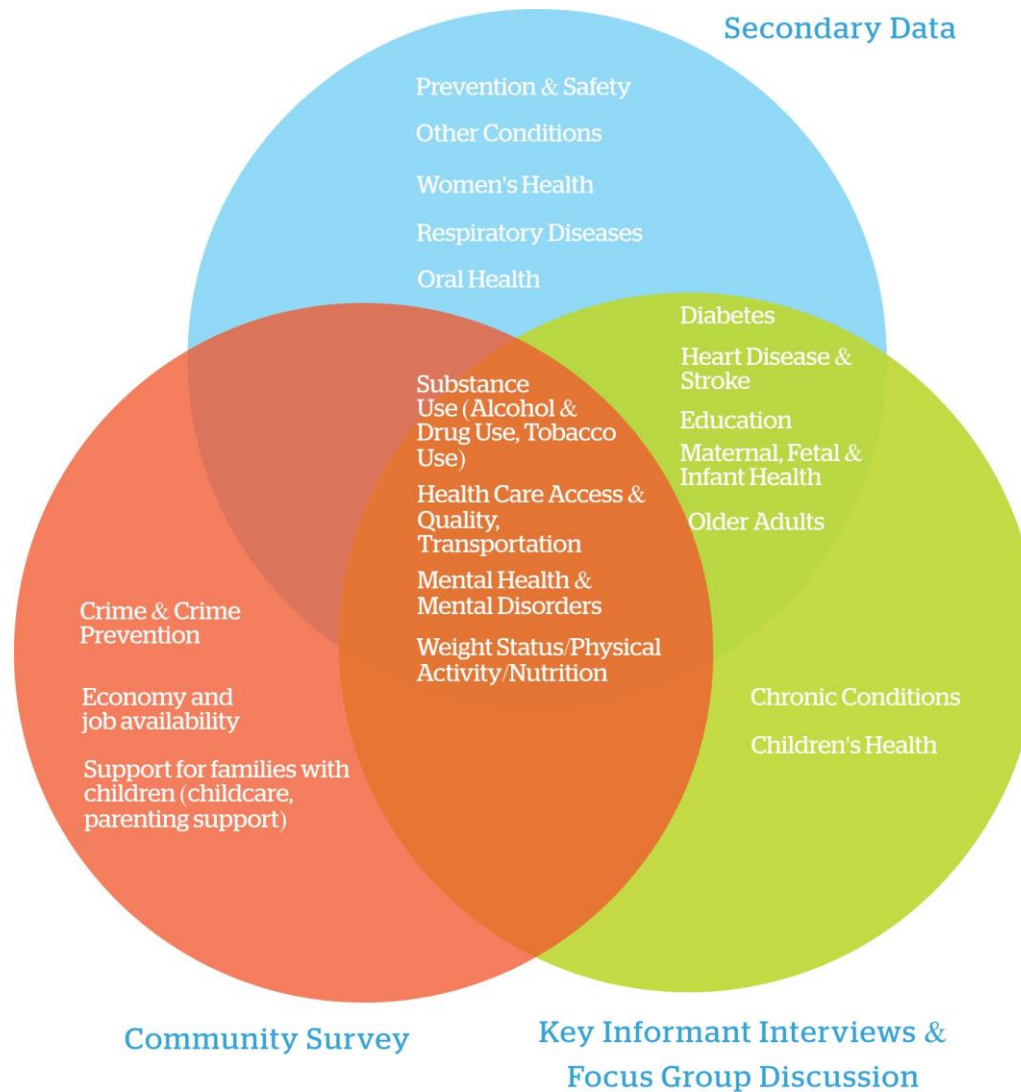 Secondary Data
Prevention & Safety
Other Conditions
Women's Health
Respiratory Diseases
Oral Health
Diabetes
Heart Disease &
Stroke
Education
Maternal, Fetal &
Infant Health
Older Adults
Substance
Use (Alcohol &
Drug Use, Tobacco
Use)
Health Care Access &
Quality,
Transportation
Mental Health &
Mental Disorders
Weight Status/Physical
Activity/Nutrition
Crime & Crime
Prevention
Economy and
job availability
Support for families with
children (childcare,
parenting support)
Chronic Conditions
Children's Health
Community Survey
Key Informant Interviews &
Focus Group Discussion